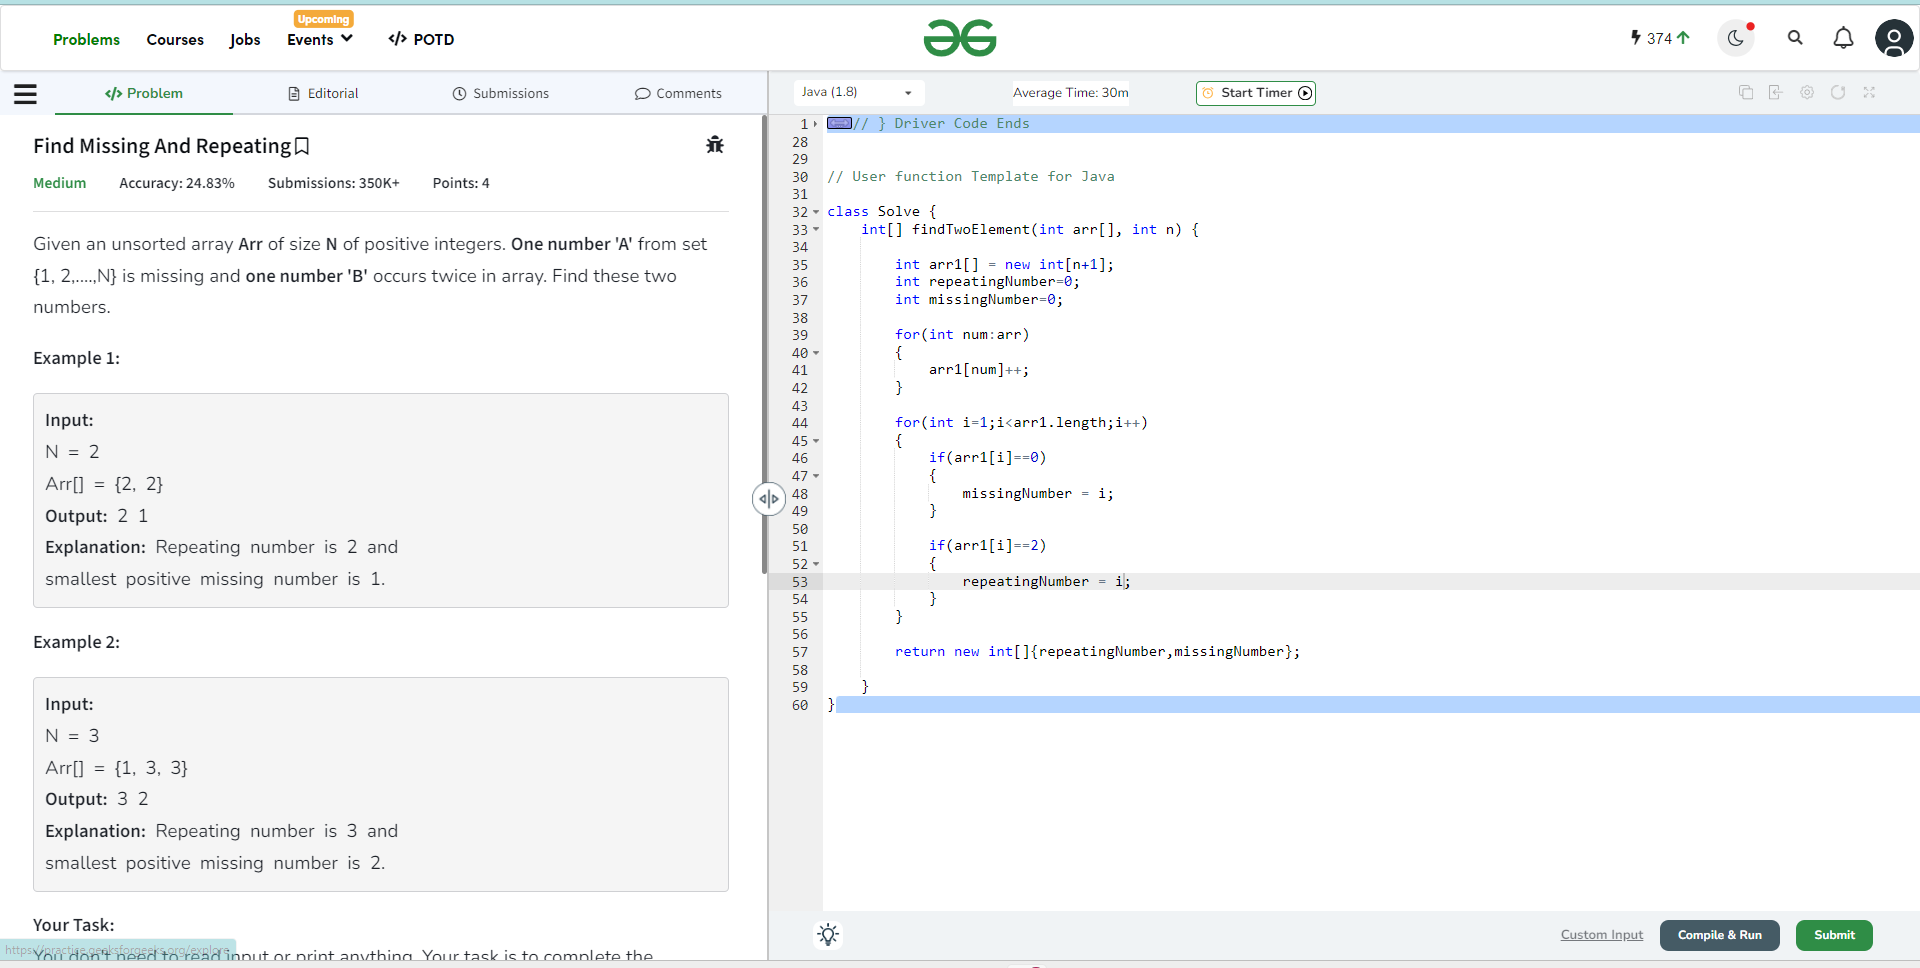 Upcoming
Problems Courses Jobs Events </> POTD
374
Problem Editorial Submissions Comments
Java (1.8) Average Time: 30m Start Timer
Find Missing And Repeating
Medium Accuracy: 24.83% Submissions: 350K+ Points: 4
Given an unsorted array Arr of size N of positive integers. One number 'A' from set
{1, 2,....,N} is missing and one number 'B' occurs twice in array. Find these two
numbers.
Example 1:
Input:
N = 2
Arr[] = {2, 2}
Output: 2 1
Explanation: Repeating number is 2 and
smallest positive missing number is 1.
Example 2:
Input:
N = 3
Arr[] = {1, 3, 3}
Output: 3 2
Explanation: Repeating number is 3 and
smallest positive missing number is 2.
Your Task:
https://practice.geeksforgeeks.org/explore
You don't need to read input or print anything. Your task is to complete the
1 // } Driver Code Ends
28
29
30 // User function Template for Java
31
32 class Solve {
33 int[] findTwoElement(int arr[], int n) {
34
35 int arr1[] = new int[n+1];
36 int repeatingNumber=0;
37 int missingNumber=0;
38
39 for(int num:arr)
40 {
41 arr1[num]++;
42 }
43
44 for(int i=1;i<arr1.length;i++)
45 {
46 if(arr1[i]==0)
47 {
48 missingNumber = i;
49 }
50
51 if(arr1[i]==2)
52 {
53 repeatingNumber = i;
54 }
55 }
56
57 return new int[]{repeatingNumber,missingNumber};
58
59 }
60 }
Custom Input Compile & Run Submit